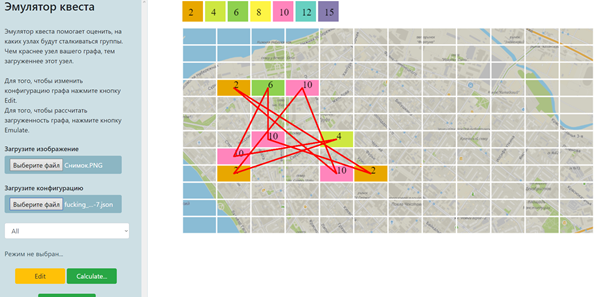 Эмулятор квеста
Эмулятор квеста помогает оценить, на
каких узлах будут сталкиваться группы.
Чем краснее узел вашего графа, тем
загруженнее этот узел.
Для того, чтобы изменить
конфигурацию графа нажмите кнопку
Edit.
Для того, чтобы рассчитать
загруженность графа, нажмите кнопку
Emulate.
Загрузите изображение
Выберите файл Снимок.PNG
Загрузите конфигурацию
Выберите файл fucking_...-7.json
All
Режим не выбран...
Edit Calculate...
2 4 6 8 10 12 15
2 6 10
10 4
10
10 2